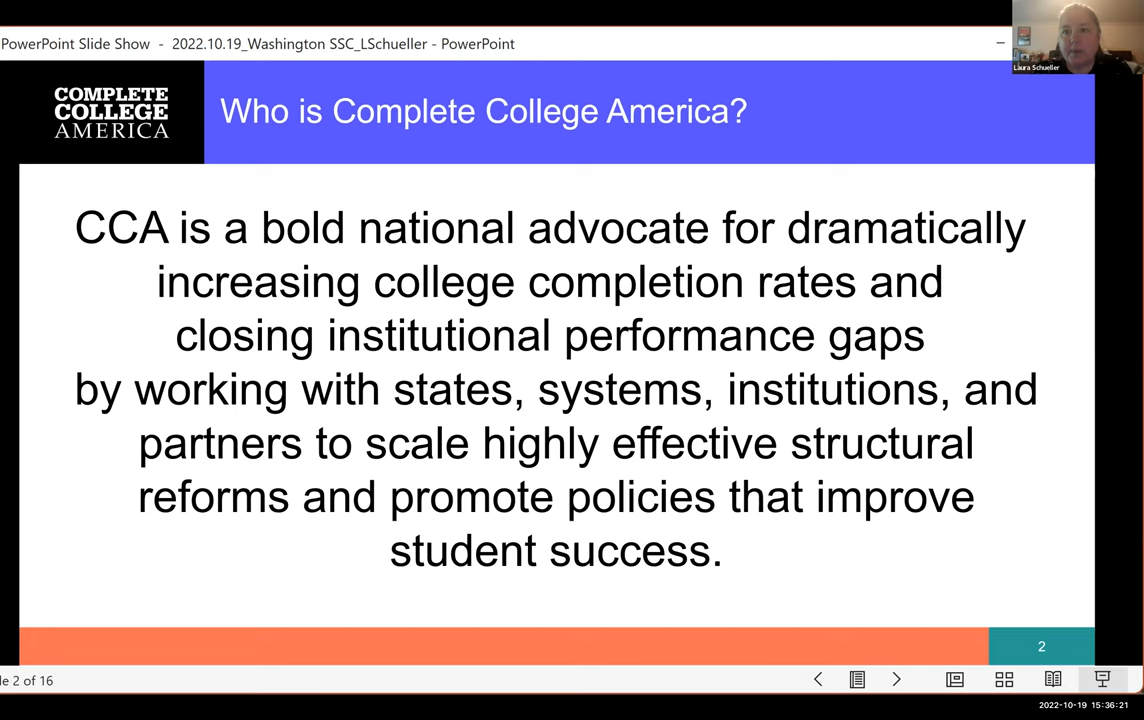 PowerPoint Slide Show - 2022.10.19_Washington SSC_LSchueller - PowerPoint
Laura Schueller
COMPLETE
COLLEGE
AMERICA
Who is Complete College America?
CCA is a bold national advocate for dramatically
increasing college completion rates and
closing institutional performance gaps
by working with states, systems, institutions, and
partners to scale highly effective structural
reforms and promote policies that improve
student success.
2
le 2 of 16
2022-10-19 15:36:21